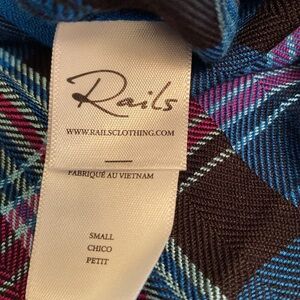 Rails
WWW.RAILSCLOTHING.COM
FABRIQUÉ AU VIETNAM
SMALL
CHICO
PETIT